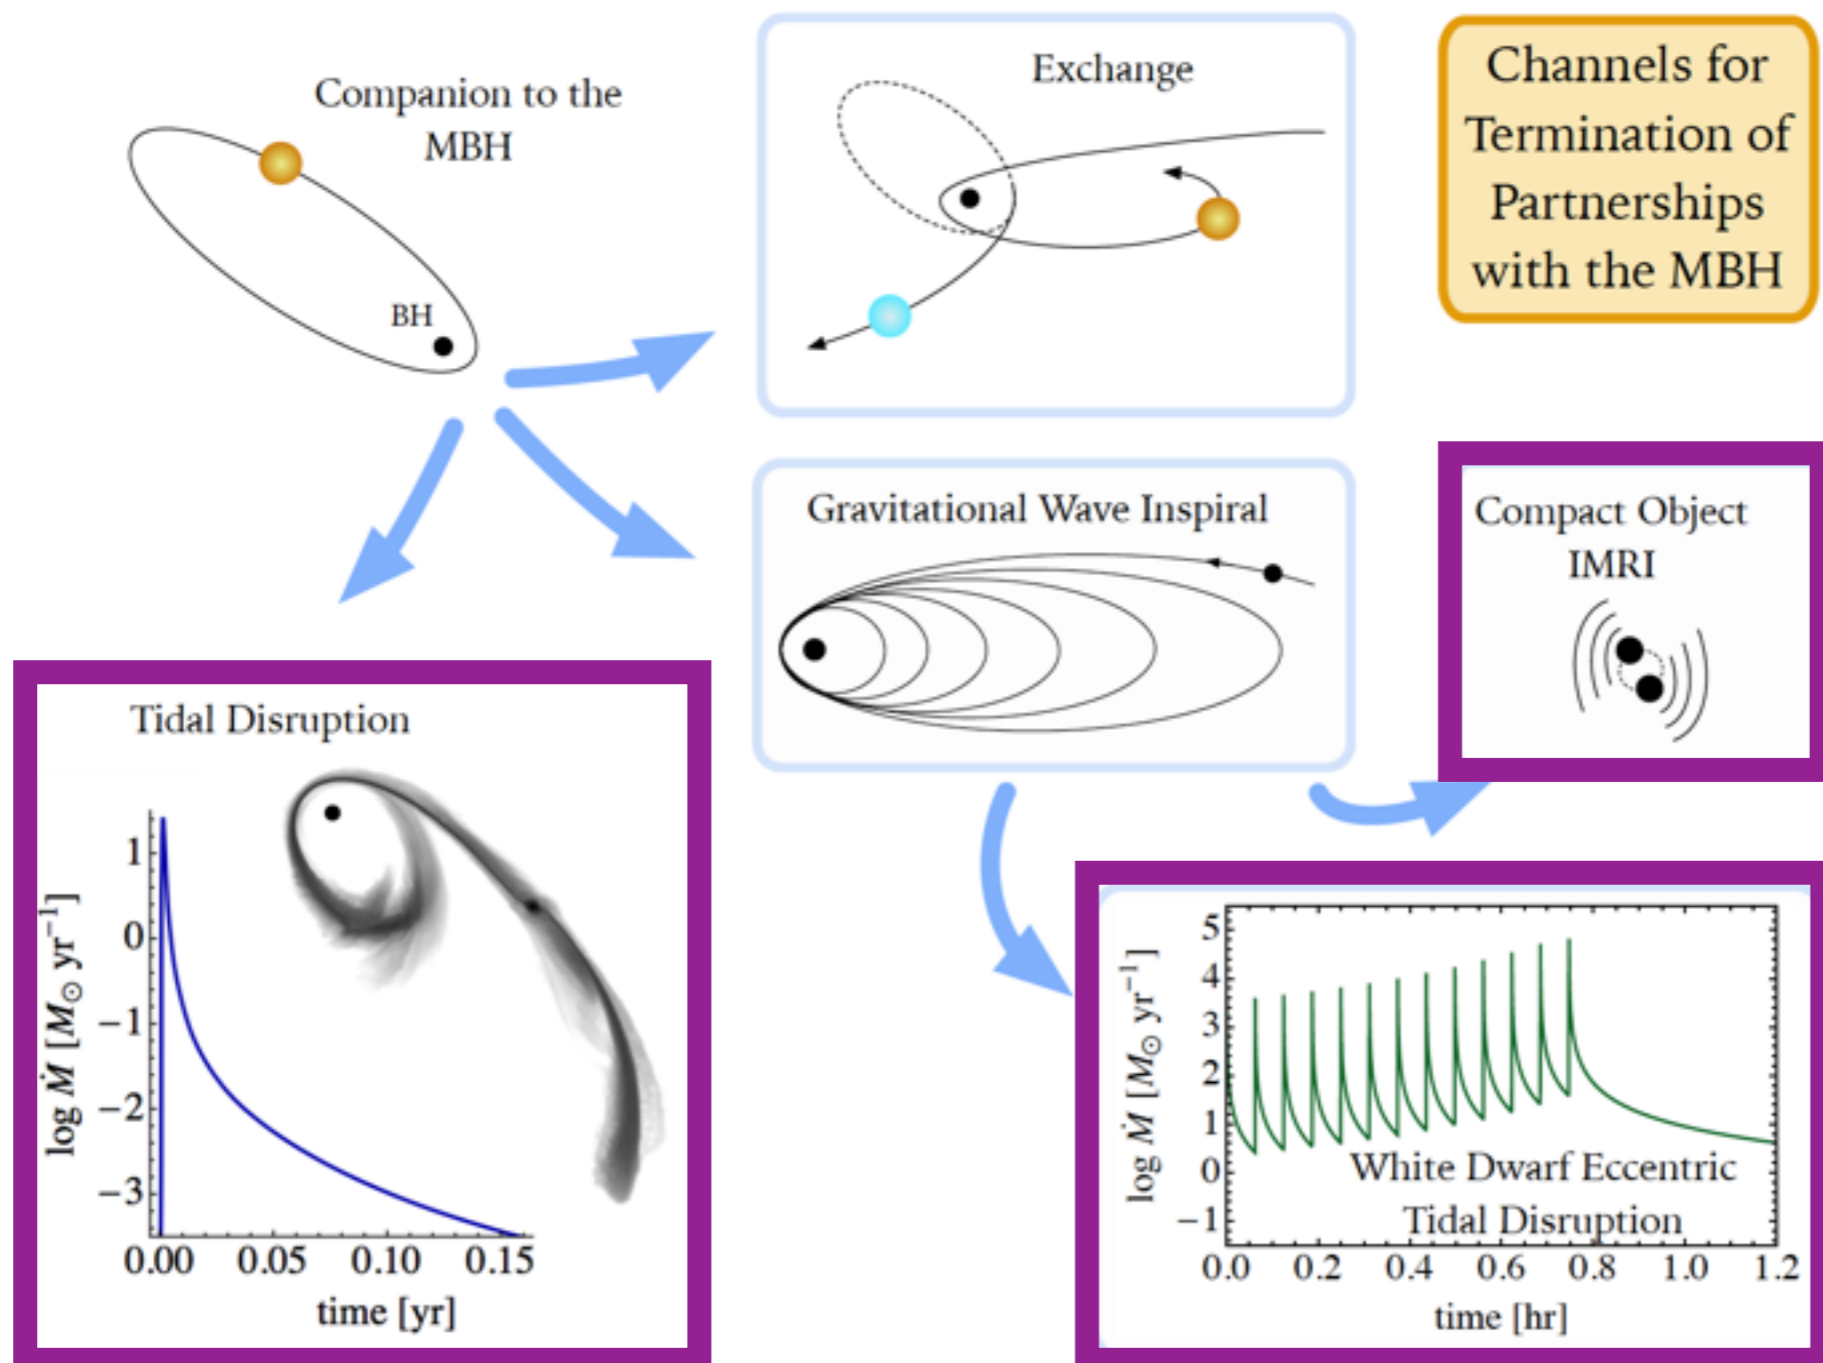 Companion to the
MBH
BH
Exchange
Channels for
Termination of
Partnerships
with the MBH
Gravitational Wave Inspiral
Compact Object
IMRI
Tidal Disruption
log Ṁ [M⊙ yr⁻¹]
1
0
−1
−2
−3
0.00 0.05 0.10 0.15
time [yr]
log Ṁ [M⊙ yr⁻¹]
5
4
3
2
1
0
−1
White Dwarf Eccentric
Tidal Disruption
0.0 0.2 0.4 0.6 0.8 1.0 1.2
time [hr]